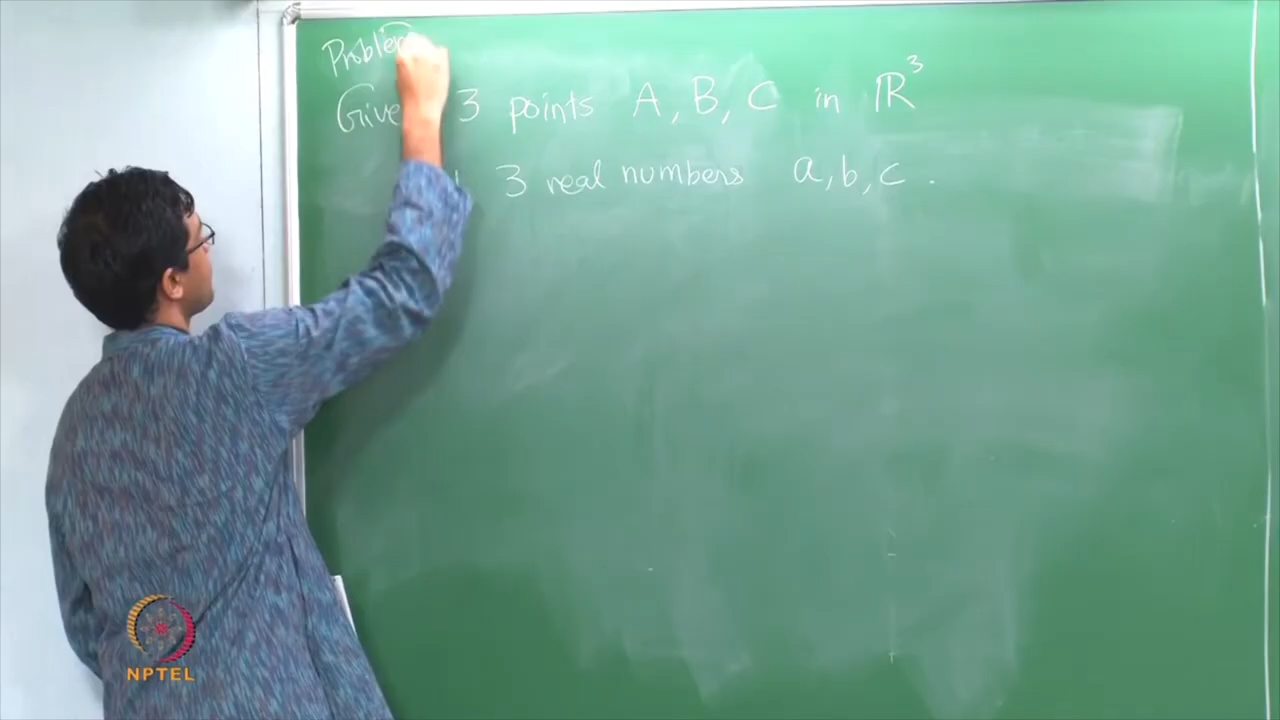 Problem
Given 3 points A, B, C in ℝ³
3 real numbers a, b, c.
NPTEL